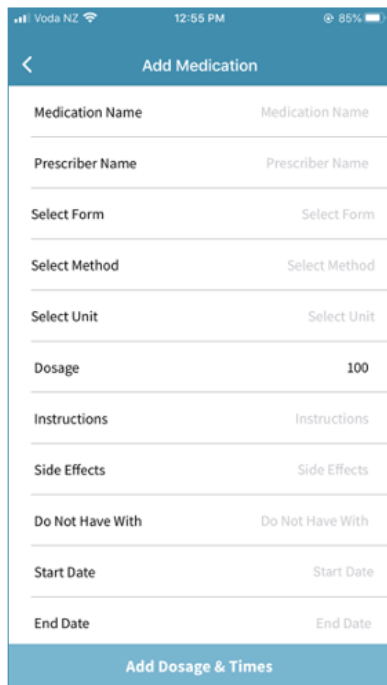 Voda NZ 12:55 PM 85%
Add Medication
Medication Name Medication Name
Prescriber Name Prescriber Name
Select Form Select Form
Select Method Select Method
Select Unit Select Unit
Dosage 100
Instructions Instructions
Side Effects Side Effects
Do Not Have With Do Not Have With
Start Date Start Date
End Date End Date
Add Dosage & Times